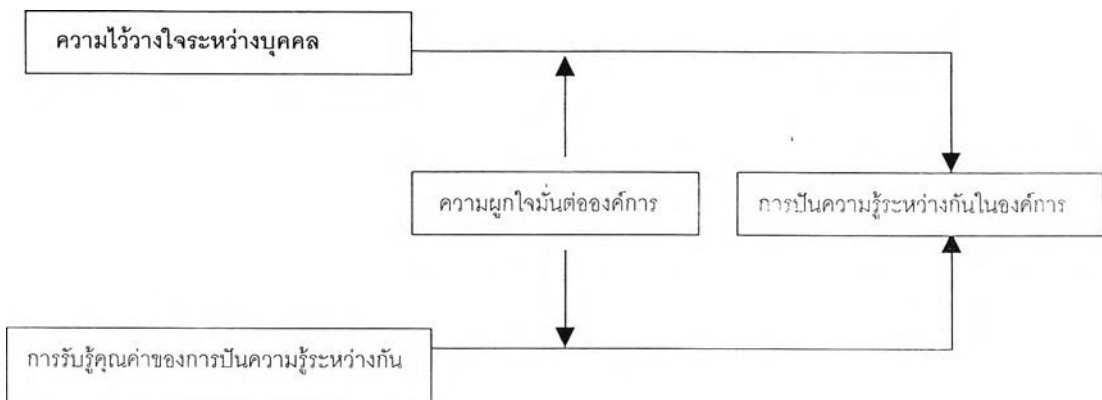 ความไว้วางใจระหว่างบุคคล
ความผูกใจมั่นต่อองค์การ
การปันความรู้ระหว่างกันในองค์การ
การรับรู้คุณค่าของการปันความรู้ระหว่างกัน